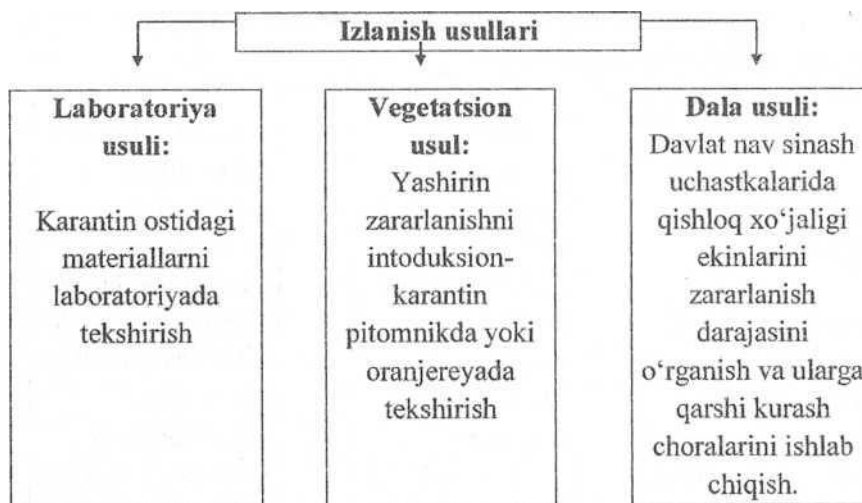 Izlanish usullari
Laboratoriya
usuli:
Karantin ostidagi
materiallarni
laboratoriyada
tekshirish
Vegetatsion
usul:
Yashirin
zararlanishni
intoduksion-
karantin
pitomnikda yoki
oranjereyada
tekshirish
Dala usuli:
Davlat nav sinash
uchastkalarida
qishloq xo‘jaligi
ekinlarini
zararlanish
darajasini
o‘rganish va ularga
qarshi kurash
choralarini ishlab
chiqish.